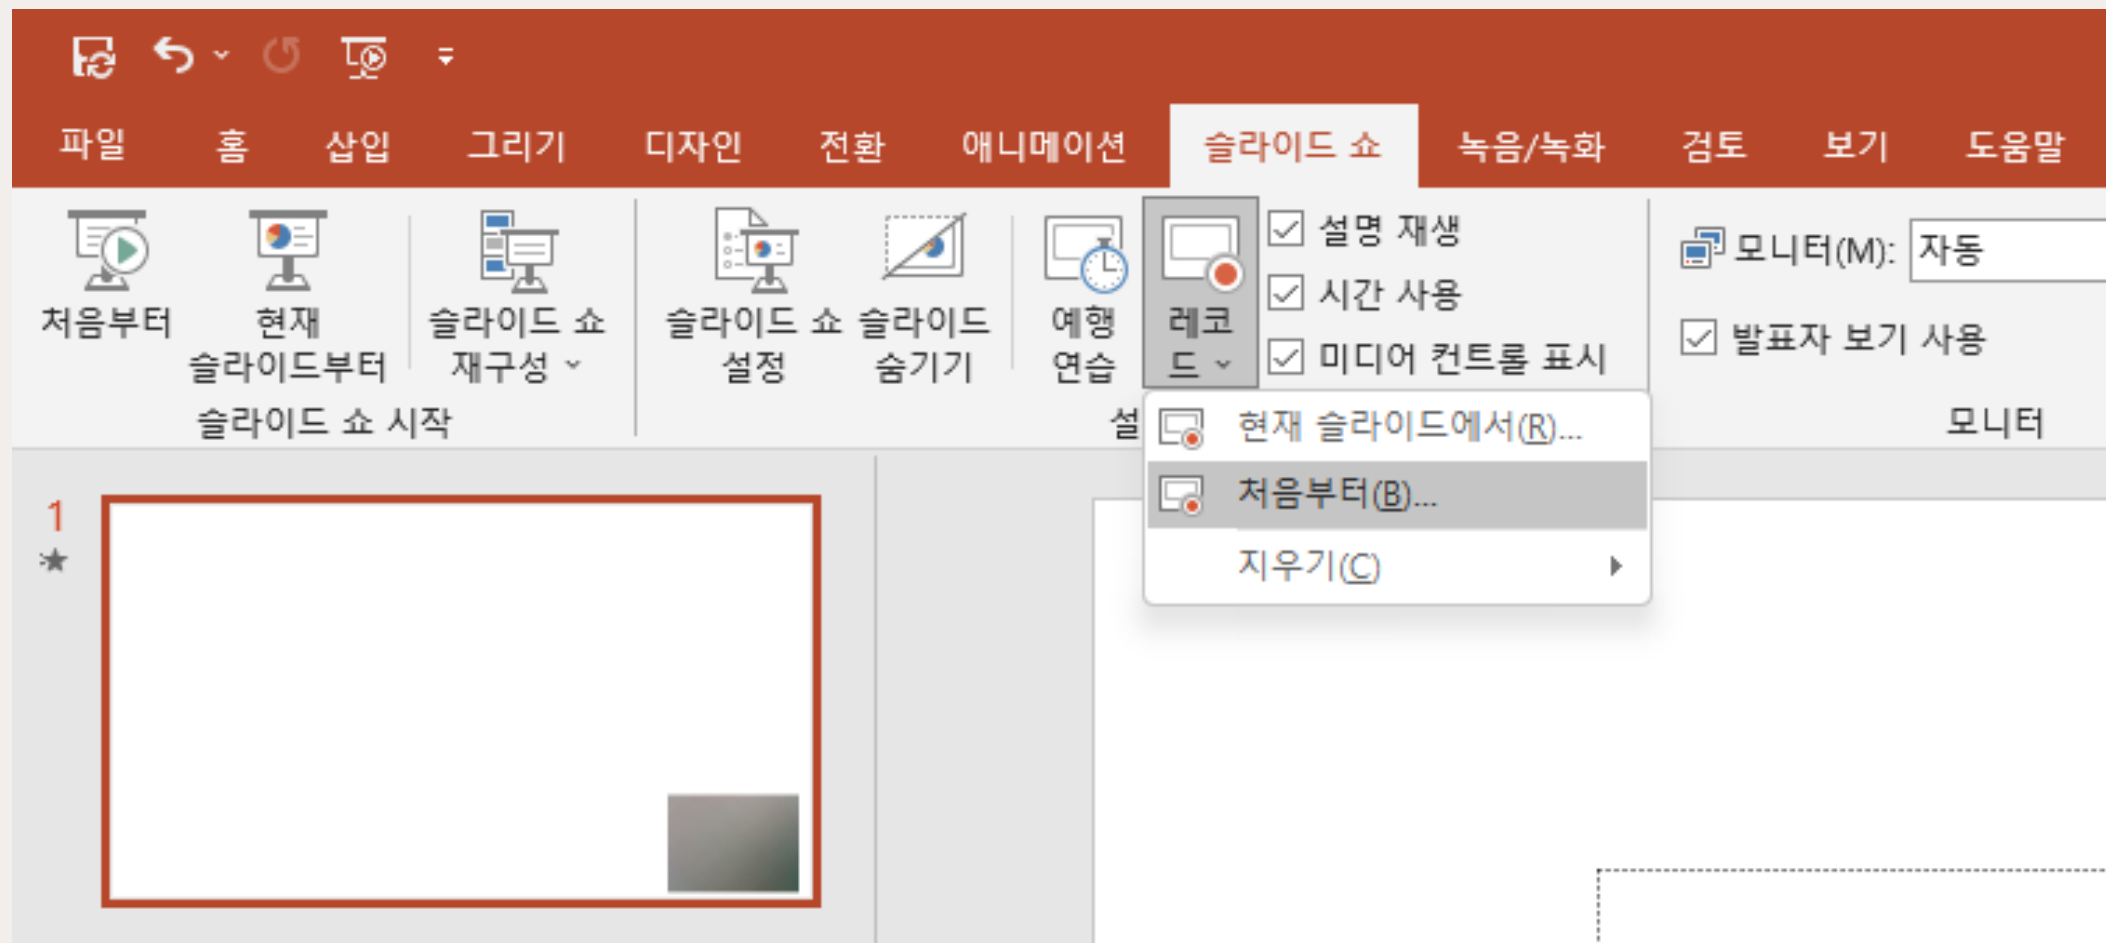 파일 홈 삽입 그리기 디자인 전환 애니메이션 슬라이드 쇼 녹음/녹화 검토 보기 도움말
처음부터
현재
슬라이드부터
슬라이드 쇼
재구성
슬라이드 쇼 시작
슬라이드 쇼
설정
슬라이드
숨기기
예행
연습
레코
드
설명 재생
시간 사용
미디어 컨트롤 표시
설
모니터(M): 자동
발표자 보기 사용
모니터
현재 슬라이드에서(R)...
처음부터(B)...
지우기(C)
1